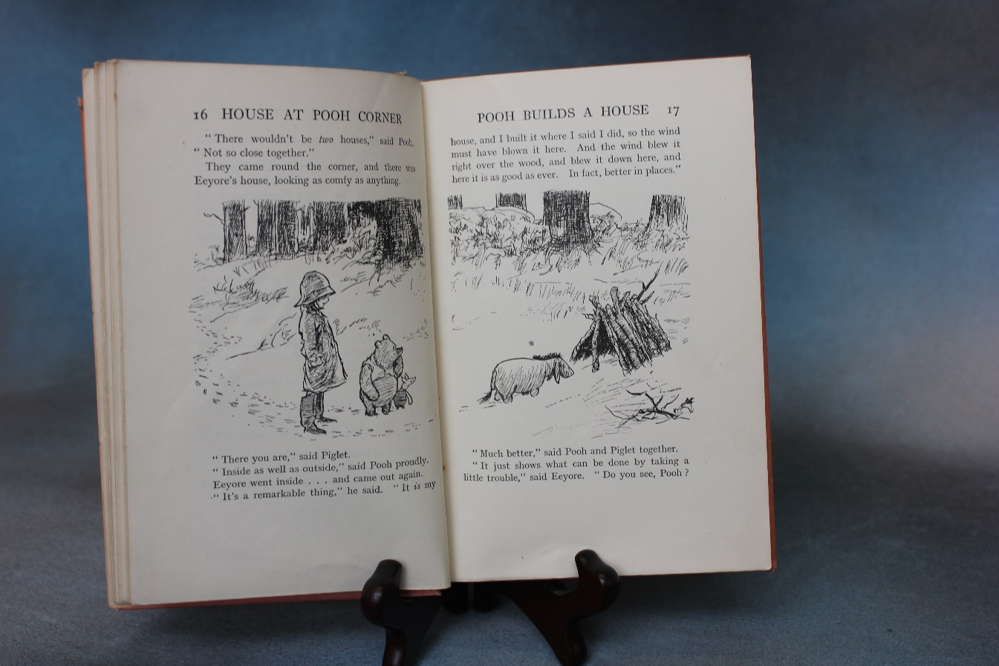 16 HOUSE AT POOH CORNER
“ There wouldn't be two houses,” said Pooh.
“ Not so close together.”
They came round the corner, and there was
Eeyore's house, looking as comfy as anything.
“ There you are,” said Piglet.
“ Inside as well as outside,” said Pooh proudly.
Eeyore went inside . . . and came out again.
“ It's a remarkable thing,” he said. “ It is my
POOH BUILDS A HOUSE 17
house, and I built it where I said I did, so the wind
must have blown it here. And the wind blew it
right over the wood, and blew it down here, and
here it is as good as ever. In fact, better in places.”
“ Much better,” said Pooh and Piglet together.
“ It just shows what can be done by taking a
little trouble,” said Eeyore. “ Do you see, Pooh ?